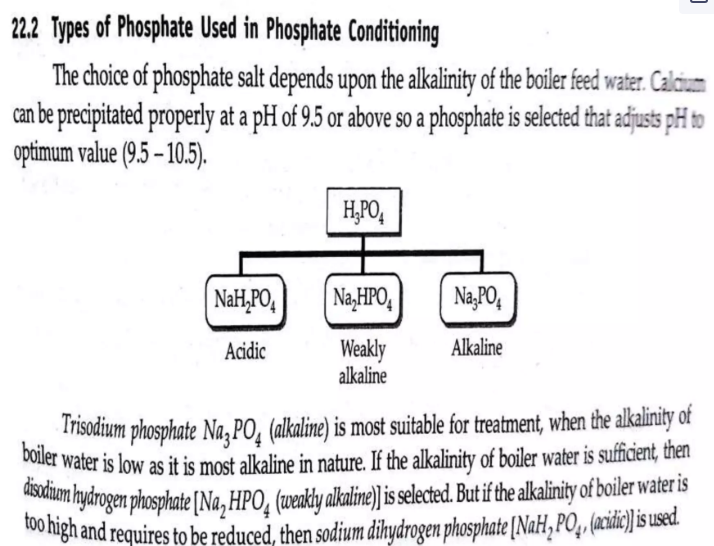 22.2 Types of Phosphate Used in Phosphate Conditioning
The choice of phosphate salt depends upon the alkalinity of the boiler feed water. Calcium
can be precipitated properly at a pH of 9.5 or above so a phosphate is selected that adjusts pH to
optimum value (9.5 – 10.5).
H₃PO₄
NaH₂PO₄ Na₂HPO₄ Na₃PO₄
Acidic Weakly Alkaline
alkaline
Trisodium phosphate Na₃PO₄ (alkaline) is most suitable for treatment, when the alkalinity of
boiler water is low as it is most alkaline in nature. If the alkalinity of boiler water is sufficient, then
disodium hydrogen phosphate [Na₂HPO₄ (weakly alkaline)] is selected. But if the alkalinity of boiler water is
too high and requires to be reduced, then sodium dihydrogen phosphate [NaH₂PO₄, (acidic)] is used.